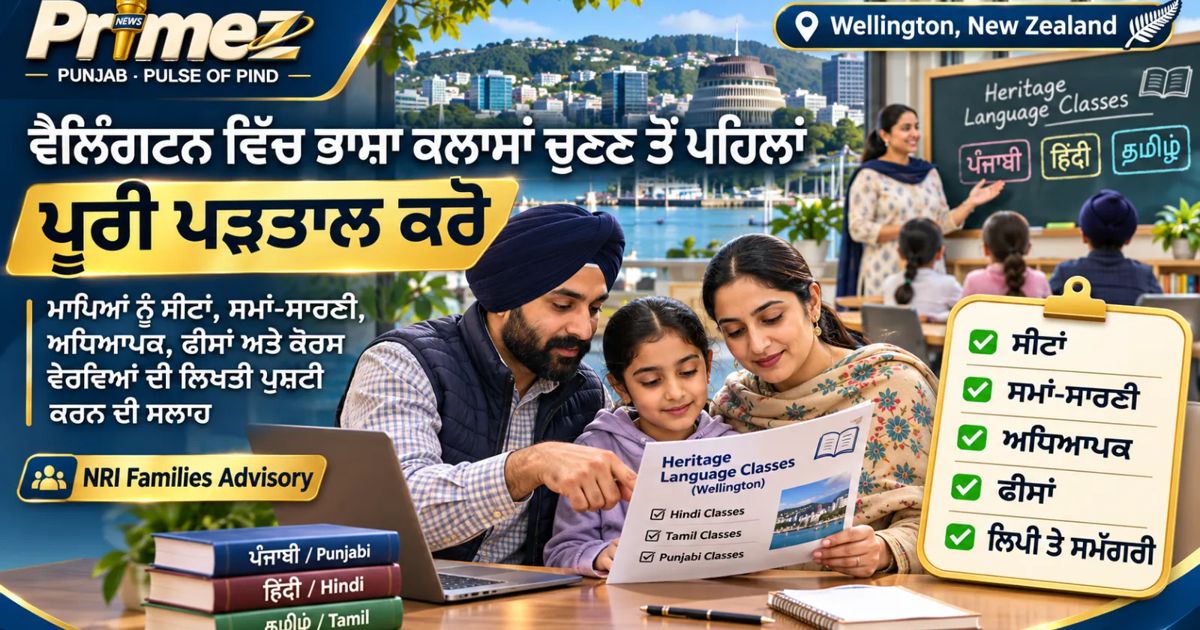 PrimeZ
NEWS
PUNJAB · PULSE OF PIND
Wellington, New Zealand
ਵੈਲਿੰਗਟਨ ਵਿੱਚ ਭਾਸ਼ਾ ਕਲਾਸਾਂ ਚੁਣਣ ਤੋਂ ਪਹਿਲਾਂ
ਪੂਰੀ ਪੜਤਾਲ ਕਰੋ
ਮਾਪਿਆਂ ਨੂੰ ਸੀਟਾਂ, ਸਮਾਂ-ਸਾਰਣੀ,
ਅਧਿਆਪਕ, ਫੀਸਾਂ ਅਤੇ ਕੋਰਸ
ਵੇਰਵਿਆਂ ਦੀ ਲਿਖਤੀ ਪੁਸ਼ਟੀ
ਕਰਨ ਦੀ ਸਲਾਹ
NRI Families Advisory
Heritage
Language Classes
ਪੰਜਾਬੀ
हिंदी
தமிழ்
Heritage
Language Classes
(Wellington)
Hindi Classes
Tamil Classes
Punjabi Classes
ਸੀਟਾਂ
ਸਮਾਂ-ਸਾਰਣੀ
ਅਧਿਆਪਕ
ਫੀਸਾਂ
ਲਿਪੀ ਤੇ ਸਮੱਗਰੀ
ਪੰਜਾਬੀ / Punjabi
हिंदी / Hindi
தமிழ் / Tamil